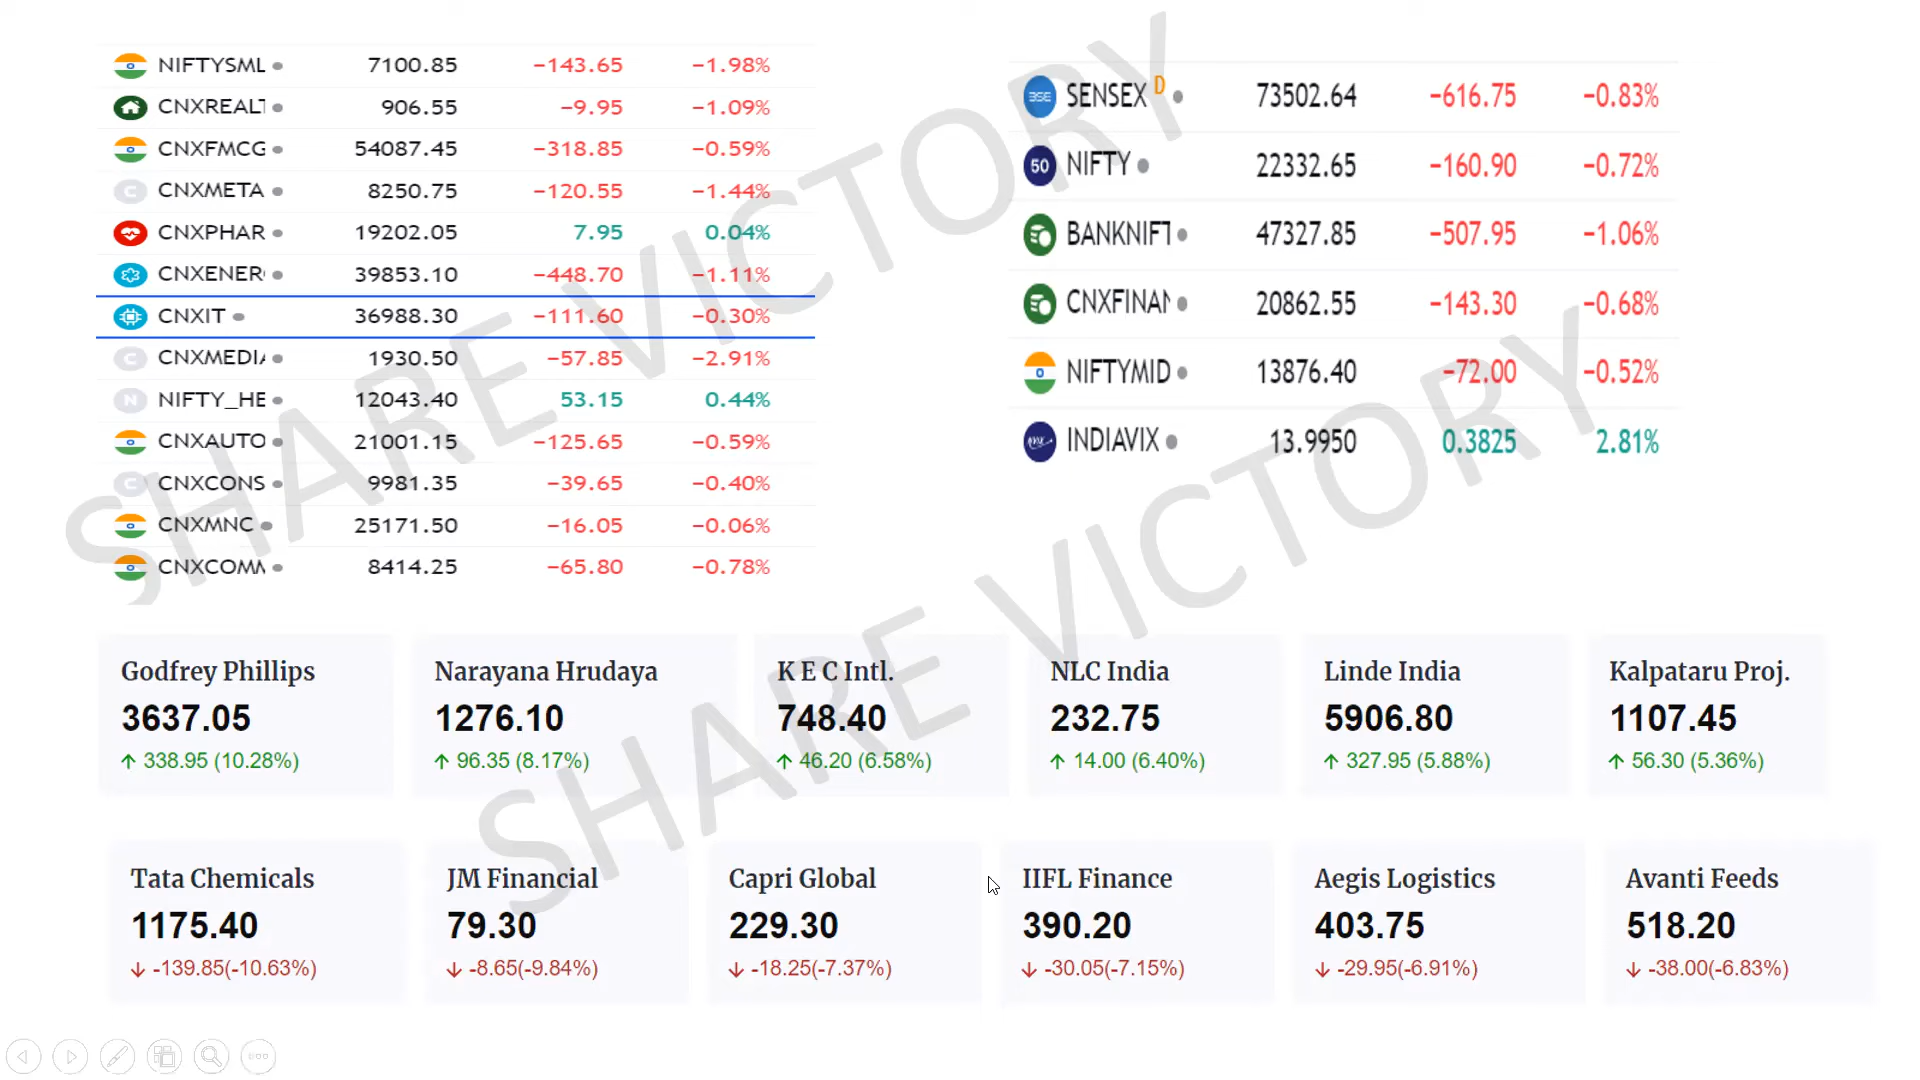 NIFTYSML 7100.85 −143.65 −1.98%
CNXREALT 906.55 −9.95 −1.09%
CNXFMCG 54087.45 −318.85 −0.59%
CNXMETA 8250.75 −120.55 −1.44%
CNXPHAR 19202.05 7.95 0.04%
CNXENER 39853.10 −448.70 −1.11%
CNXIT 36988.30 −111.60 −0.30%
CNXMEDIA 1930.50 −57.85 −2.91%
NIFTY_HE 12043.40 53.15 0.44%
CNXAUTO 21001.15 −125.65 −0.59%
CNXCONS 9981.35 −39.65 −0.40%
CNXMNC 25171.50 −16.05 −0.06%
CNXCOMM 8414.25 −65.80 −0.78%
BSE SENSEX D 73502.64 −616.75 −0.83%
50 NIFTY 22332.65 −160.90 −0.72%
BANKNIFT 47327.85 −507.95 −1.06%
CNXFINAN 20862.55 −143.30 −0.68%
NIFTYMID 13876.40 −72.00 −0.52%
INDIAVIX 13.9950 0.3825 2.81%
SHARE VICTORY
SHARE VICTORY
Godfrey Phillips
3637.05
↑ 338.95 (10.28%)
Narayana Hrudaya
1276.10
↑ 96.35 (8.17%)
K E C Intl.
748.40
↑ 46.20 (6.58%)
NLC India
232.75
↑ 14.00 (6.40%)
Linde India
5906.80
↑ 327.95 (5.88%)
Kalpataru Proj.
1107.45
↑ 56.30 (5.36%)
Tata Chemicals
1175.40
↓ -139.85(-10.63%)
JM Financial
79.30
↓ -8.65(-9.84%)
Capri Global
229.30
↓ -18.25(-7.37%)
IIFL Finance
390.20
↓ -30.05(-7.15%)
Aegis Logistics
403.75
↓ -29.95(-6.91%)
Avanti Feeds
518.20
↓ -38.00(-6.83%)